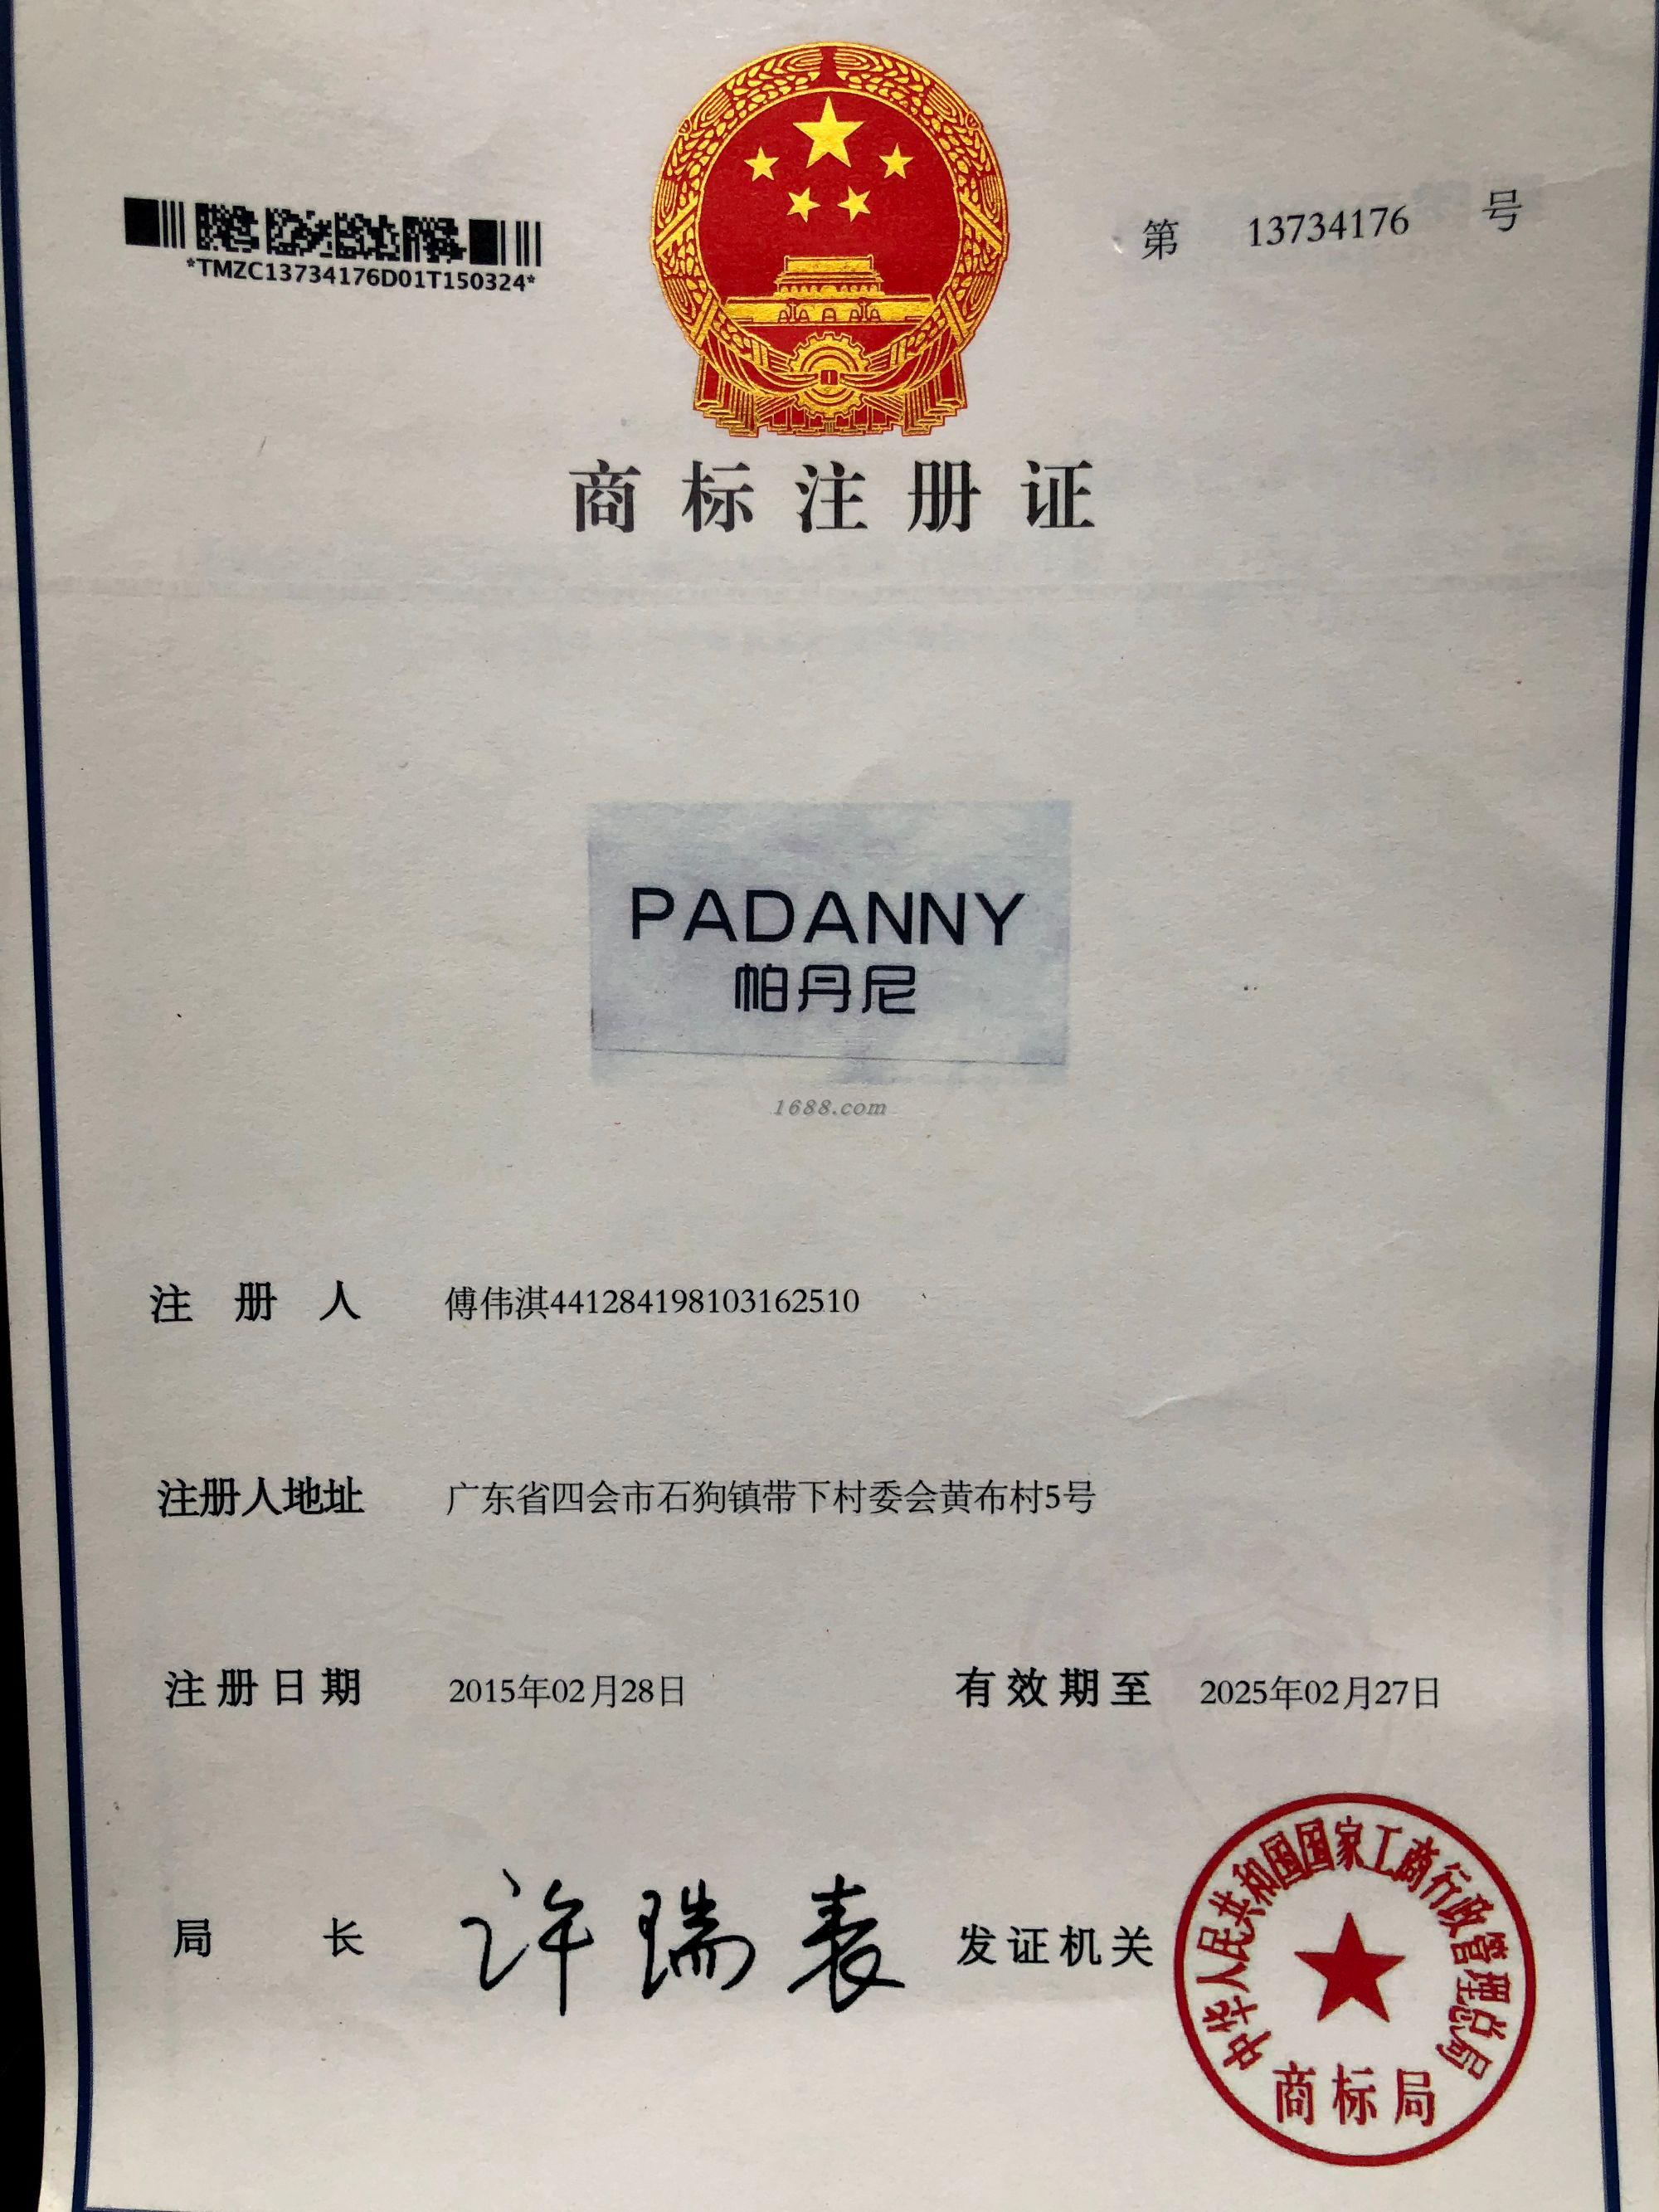 *TMZC13734176D01T150324*
第 13734176 号
商标注册证
PADANNY
帕丹尼
1688.com
注册人 傅伟淇441284198103162510
注册人地址 广东省四会市石狗镇带下村委会黄布村5号
注册日期 2015年02月28日 有效期至 2025年02月27日
局长 许瑞表 发证机关
中华人民共和国国家工商行政管理总局
商标局